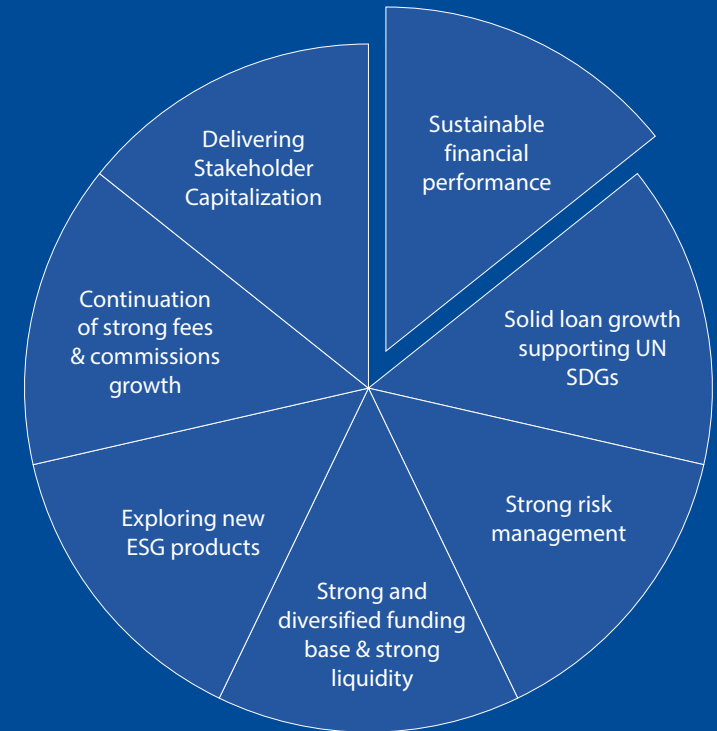 Sustainable
financial
performance
Solid loan growth
supporting UN
SDGs
Strong risk
management
Strong and
diversified funding
base & strong
liquidity
Exploring new
ESG products
Continuation
of strong fees
& commissions
growth
Delivering
Stakeholder
Capitalization